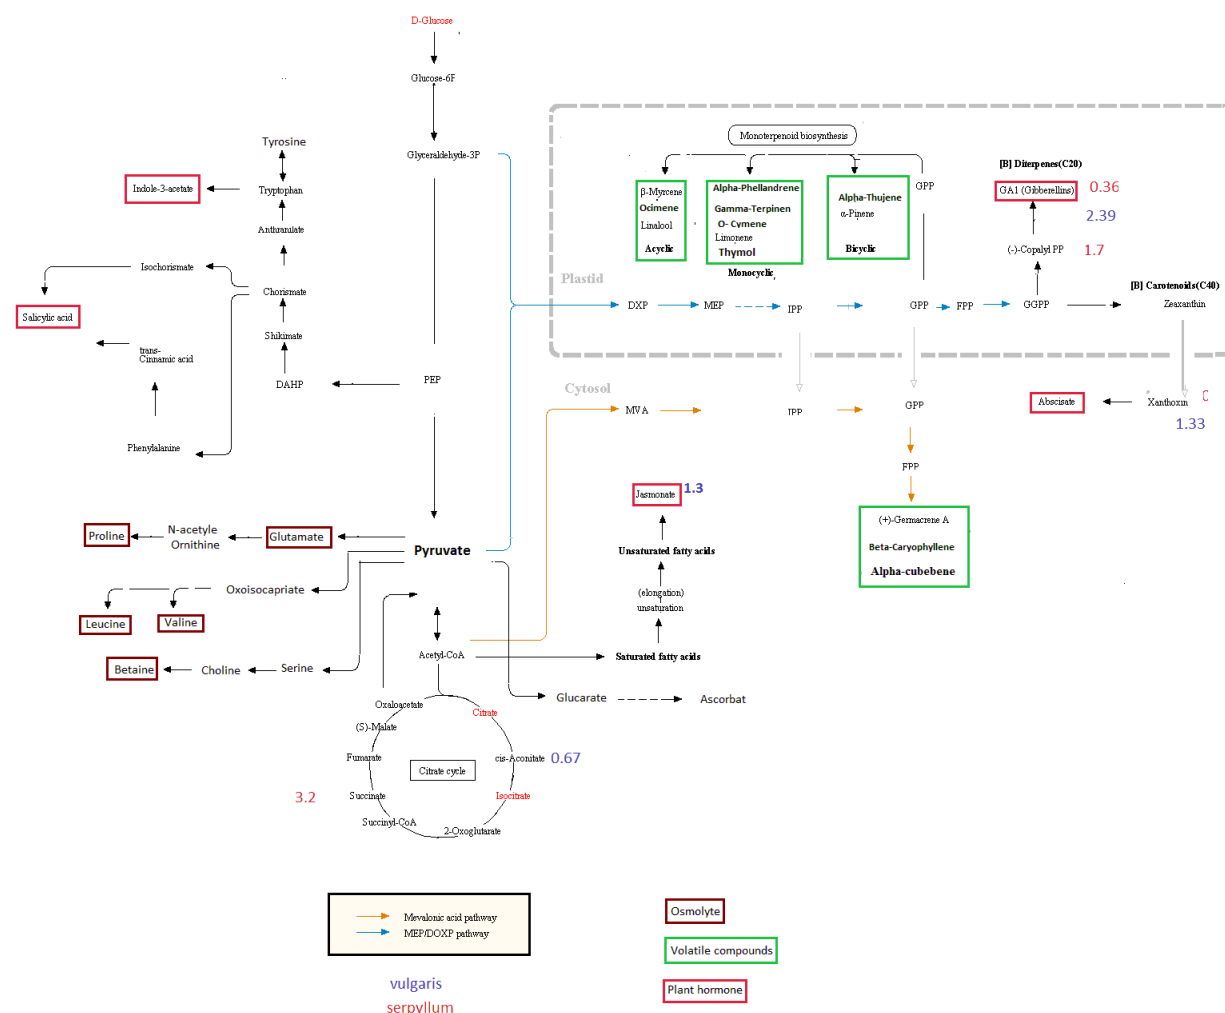 D-Glucose
Glucose-6F
Glyceraldehyde-3P
Tyrosine
Indole-3-acetate
Tryptophan
Anthranilate
Isochorismate
Chorismate
Salicylic acid
Shikimate
trans-
Cinnamic acid
DAHP
PEP
Phenylalanine
Monoterpenoid biosynthesis
β-Myrcene
Ocimene
Linalool
Acyclic
Alpha-Phellandrene
Gamma-Terpinen
O- Cymene
Limonene
Thymol
Monocyclic
Alpha-Thujene
α-Pinene
Bicyclic
GPP
[B] Diterpenes(C20)
GA1 (Gibberellins)
0.36
2.39
(-)-Copalyl PP
1.7
Plastid
[B] Carotenoids(C40)
DXP
MEP
IPP
GPP
FPP
GGPP
Zeaxanthin
Cytosol
MVA
IPP
GPP
Abscisate
Xanthoxin
1.33
FPP
(+)-Germacrene A
Beta-Caryophyllene
Alpha-cubebene
Jasmonate
1.3
Unsaturated fatty acids
(elongation)
unsaturation
Saturated fatty acids
Proline
N-acetyle
Ornithine
Glutamate
Pyruvate
Oxoisocapriate
Leucine
Valine
Betaine
Choline
Serine
Acetyl-CoA
Glucarate
Ascorbat
Oxaloacetate
Citrate
(S)-Malate
Fumarate
cis-Aconitate
0.67
Citrate cycle
3.2
Succinate
Isocitrate
Succinyl-CoA
2-Oxoglutarate
Mevalonic acid pathway
MEP/DOXP pathway
Osmolyte
Volatile compounds
Plant hormone
vulgaris
serpyllum